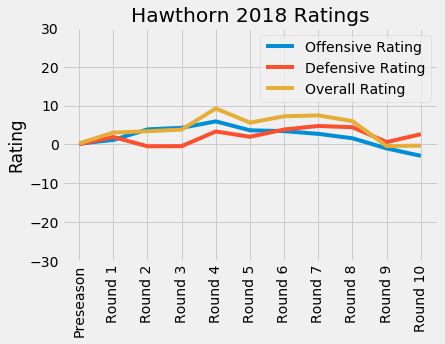 Hawthorn 2018 Ratings
Offensive Rating
Defensive Rating
Overall Rating
Rating
30
20
10
0
−10
−20
−30
Preseason
Round 1
Round 2
Round 3
Round 4
Round 5
Round 6
Round 7
Round 8
Round 9
Round 10